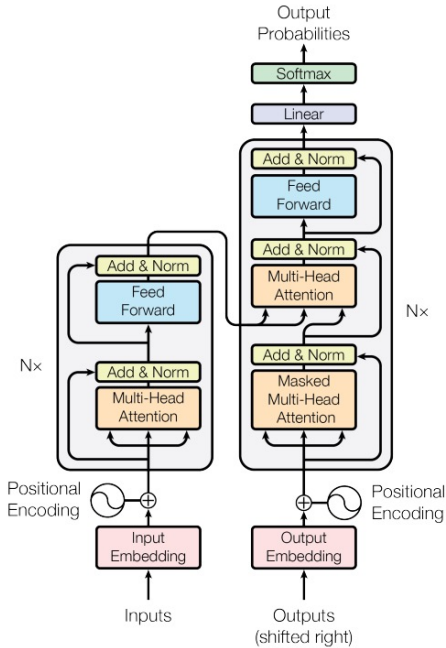 Output
Probabilities
Softmax
Linear
Add & Norm
Feed
Forward
Add & Norm
Multi-Head
Attention
Add & Norm
Masked
Multi-Head
Attention
N×
Add & Norm
Feed
Forward
Add & Norm
Multi-Head
Attention
N×
Positional
Encoding
Input
Embedding
Inputs
Positional
Encoding
Output
Embedding
Outputs
(shifted right)